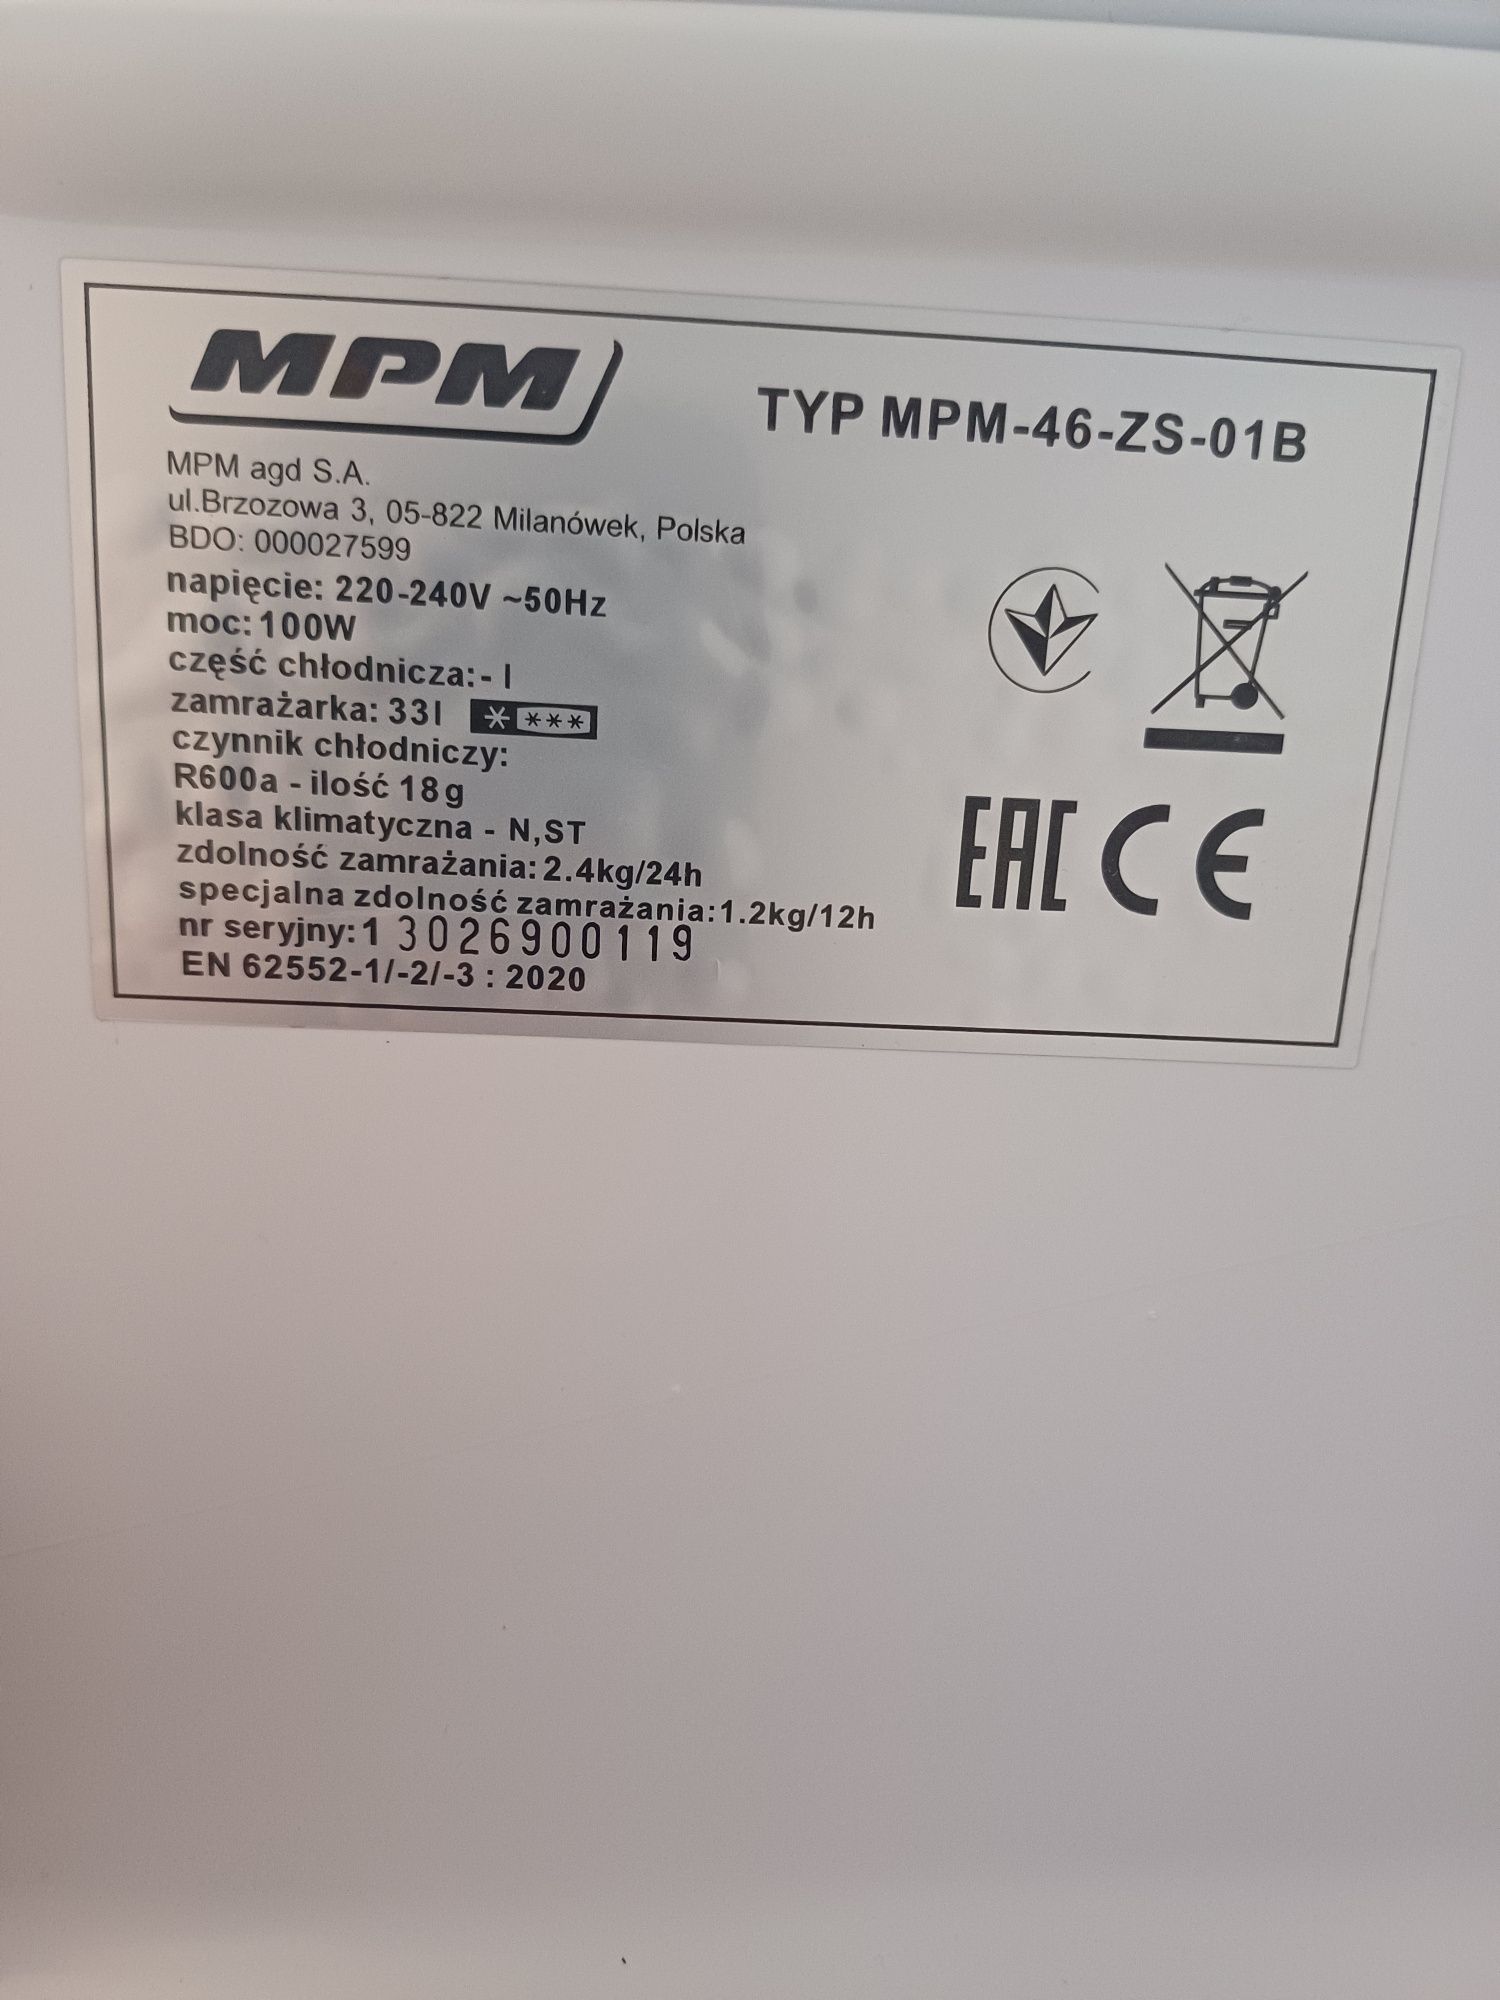 MPM
TYP MPM-46-ZS-01B
MPM agd S.A.
ul.Brzozowa 3, 05-822 Milanówek, Polska
BDO: 000027599
napięcie: 220-240V ~50Hz
moc: 100W
część chłodnicza: - l
zamrażarka: 33l * ***
czynnik chłodniczy:
R600a - ilość 18g
klasa klimatyczna - N,ST
zdolność zamrażania: 2.4kg/24h
specjalna zdolność zamrażania:1.2kg/12h
nr seryjny: 13026900119
EN 62552-1/-2/-3 : 2020
EAC CE